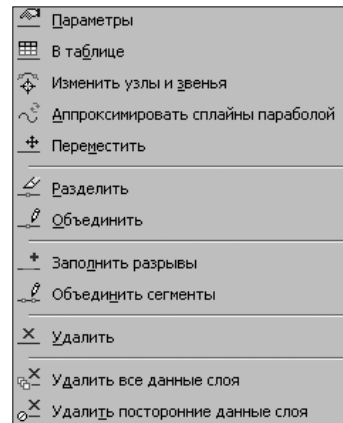 Параметры
В таблице
Изменить узлы и звенья
Аппроксимировать сплайны параболой
Переместить
Разделить
Объединить
Заполнить разрывы
Объединить сегменты
Удалить
Удалить все данные слоя
Удалить посторонние данные слоя